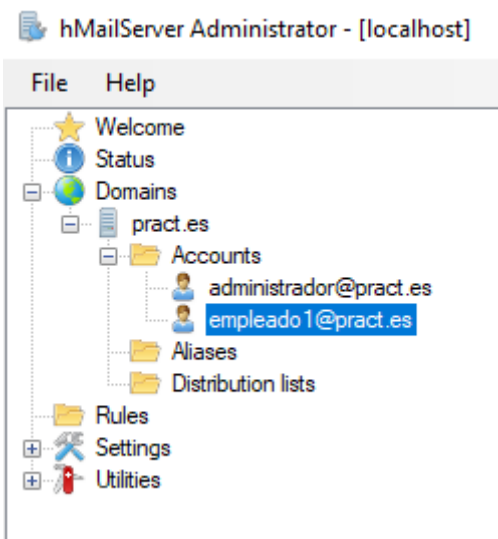 hMailServer Administrator - [localhost]
File Help
Welcome
Status
Domains
pract.es
Accounts
administrador@pract.es
empleado1@pract.es
Aliases
Distribution lists
Rules
Settings
Utilities